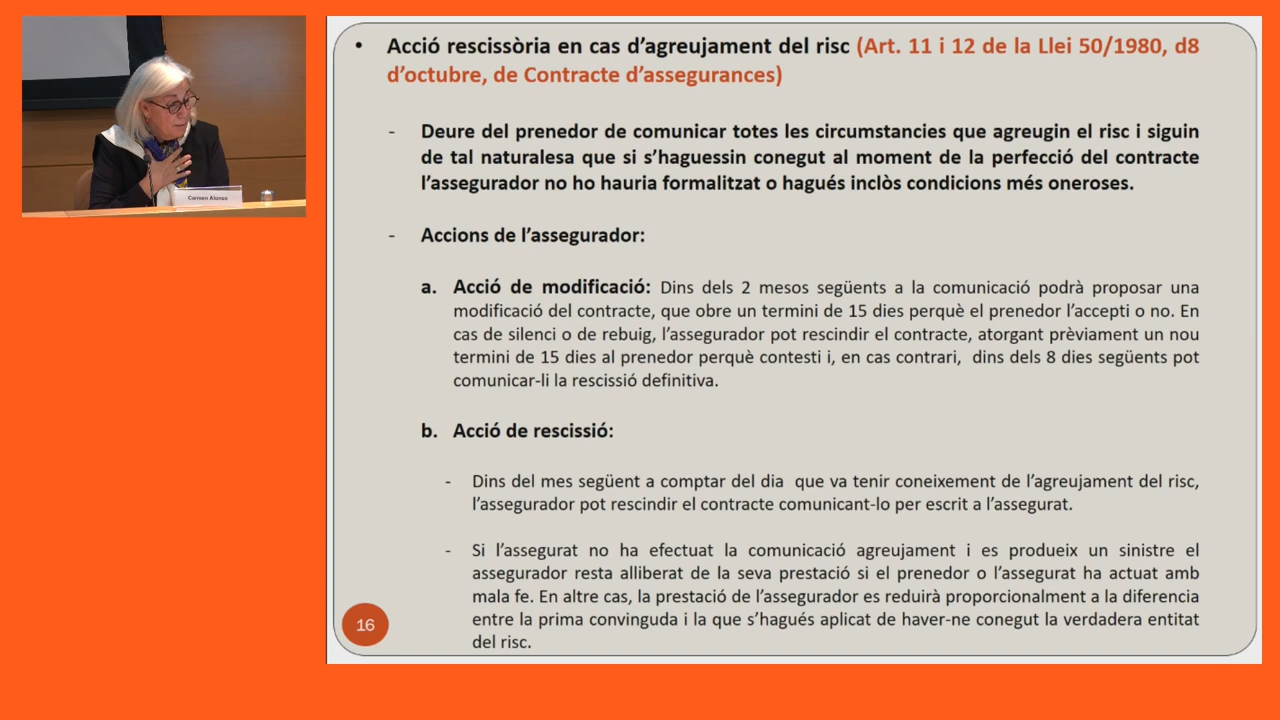 Carmen Alonso
• Acció rescissòria en cas d’agreujament del risc (Art. 11 i 12 de la Llei 50/1980, d8
d’octubre, de Contracte d’assegurances)
- Deure del prenedor de comunicar totes les circumstancies que agreugin el risc i siguin
de tal naturalesa que si s’haguessin conegut al moment de la perfecció del contracte
l’assegurador no ho hauria formalitzat o hagués inclòs condicions més oneroses.
- Accions de l’assegurador:
a. Acció de modificació: Dins dels 2 mesos següents a la comunicació podrà proposar una
modificació del contracte, que obre un termini de 15 dies perquè el prenedor l’accepti o no. En
cas de silenci o de rebuig, l’assegurador pot rescindir el contracte, atorgant prèviament un nou
termini de 15 dies al prenedor perquè contesti i, en cas contrari, dins dels 8 dies següents pot
comunicar-li la rescissió definitiva.
b. Acció de rescissió:
- Dins del mes següent a comptar del dia que va tenir coneixement de l’agreujament del risc,
l’assegurador pot rescindir el contracte comunicant-lo per escrit a l’assegurat.
- Si l’assegurat no ha efectuat la comunicació agreujament i es produeix un sinistre el
assegurador resta alliberat de la seva prestació si el prenedor o l’assegurat ha actuat amb
mala fe. En altre cas, la prestació de l’assegurador es reduirà proporcionalment a la diferencia
entre la prima convinguda i la que s’hagués aplicat de haver-ne conegut la verdadera entitat
del risc.
16